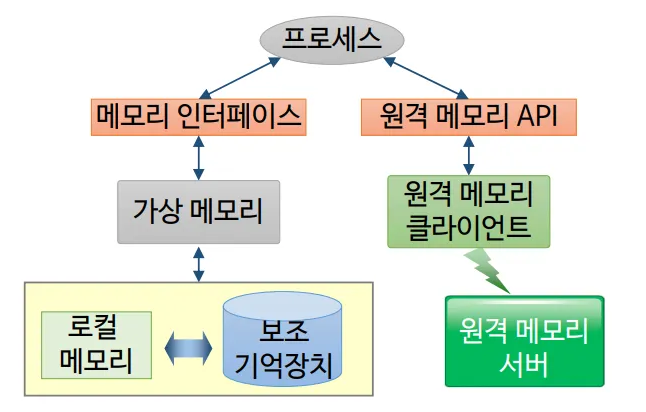 프로세스
메모리 인터페이스
원격 메모리 API
가상 메모리
원격 메모리
클라이언트
로컬
메모리
보조
기억장치
원격 메모리
서버